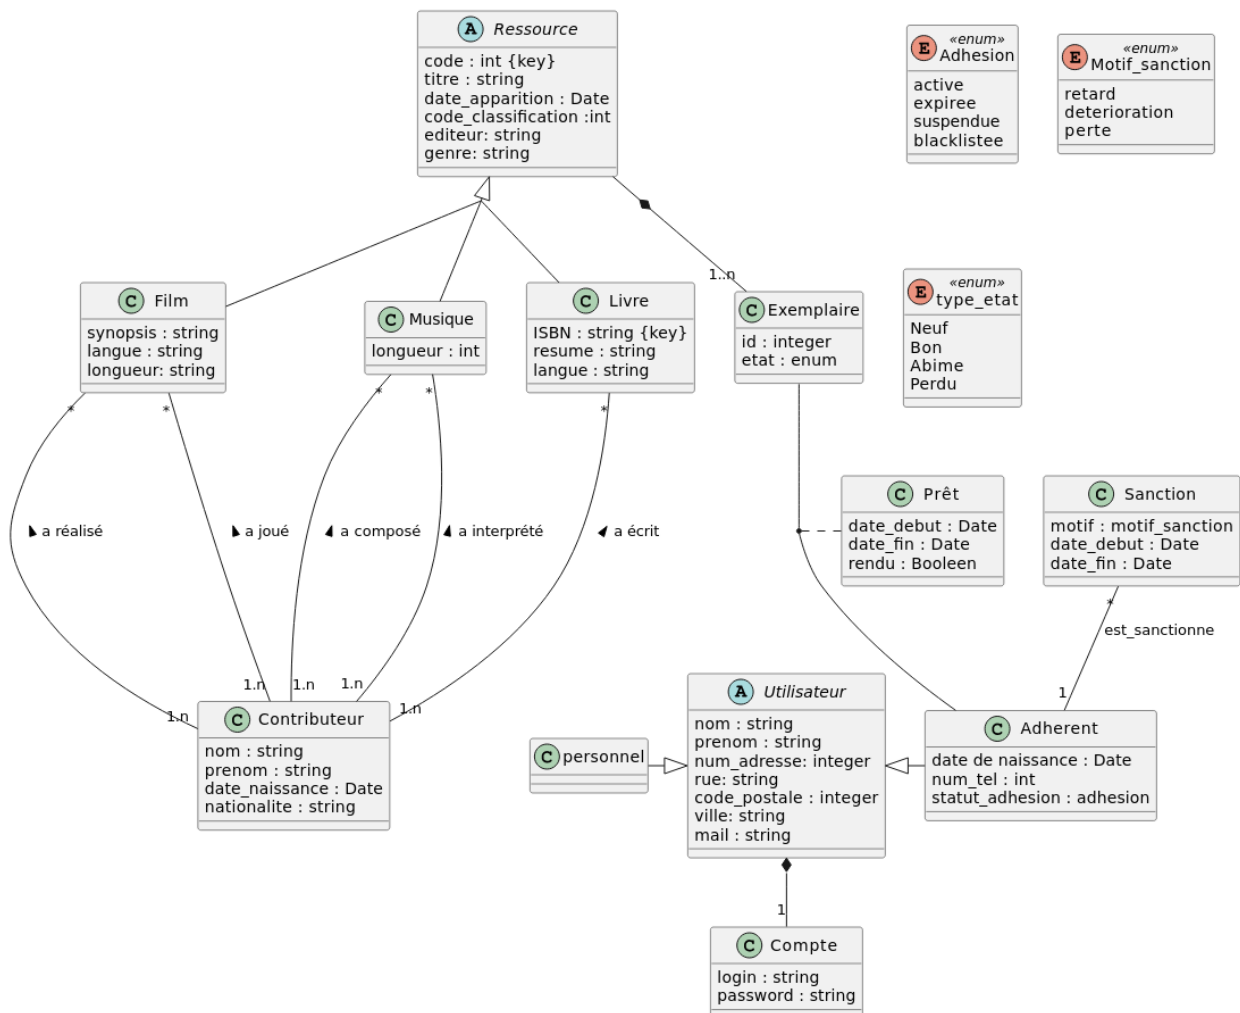 A Ressource
code : int {key}
titre : string
date_apparition : Date
code_classification :int
editeur: string
genre: string
«enum»
E Adhesion
active
expiree
suspendue
blacklistee
«enum»
E Motif_sanction
retard
deterioration
perte
C Film
synopsis : string
langue : string
longueur: string
C Musique
longueur : int
C Livre
ISBN : string {key}
resume : string
langue : string
1..n
C Exemplaire
id : integer
etat : enum
«enum»
E type_etat
Neuf
Bon
Abime
Perdu
*
*
*
*
*
a réalisé
a joué
a composé
a interprété
a écrit
C Prêt
date_debut : Date
date_fin : Date
rendu : Booleen
C Sanction
motif : motif_sanction
date_debut : Date
date_fin : Date
*
est_sanctionne
1
1.n
1.n
1.n
1.n
1.n
C Contributeur
nom : string
prenom : string
date_naissance : Date
nationalite : string
C personnel
A Utilisateur
nom : string
prenom : string
num_adresse: integer
rue: string
code_postale : integer
ville: string
mail : string
C Adherent
date de naissance : Date
num_tel : int
statut_adhesion : adhesion
1
C Compte
login : string
password : string